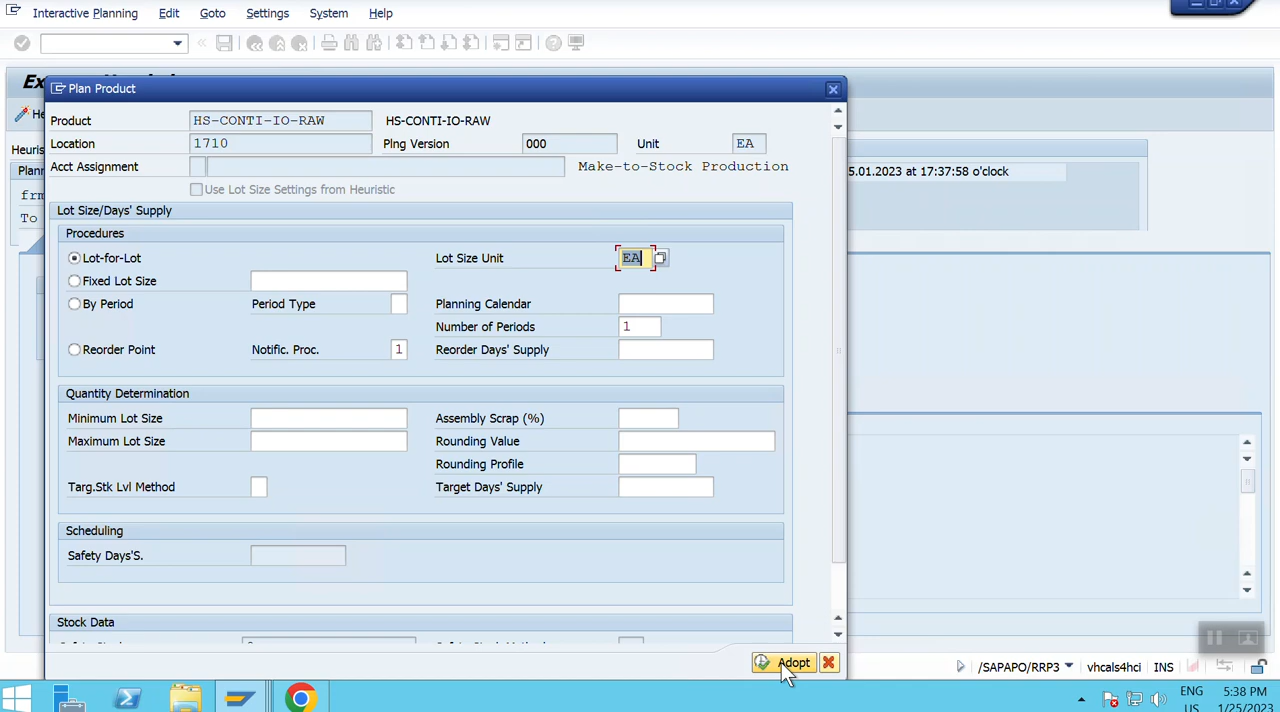 Interactive Planning Edit Goto Settings System Help
Plan Product
Product HS-CONTI-IO-RAW HS-CONTI-IO-RAW
Location 1710 Plng Version 000 Unit EA
Acct Assignment Make-to-Stock Production
5.01.2023 at 17:37:58 o'clock
Use Lot Size Settings from Heuristic
To
Lot Size/Days' Supply
Procedures
Lot-for-Lot Lot Size Unit EA
Fixed Lot Size
By Period Period Type Planning Calendar
Number of Periods 1
Reorder Point Notific. Proc. 1 Reorder Days' Supply
Quantity Determination
Minimum Lot Size Assembly Scrap (%)
Maximum Lot Size Rounding Value
Rounding Profile
Targ.Stk Lvl Method Target Days' Supply
Scheduling
Safety Days'S.
Stock Data
Adopt
/SAPAPO/RRP3 vhcals4hci INS
ENG 5:38 PM
US 1/25/2023